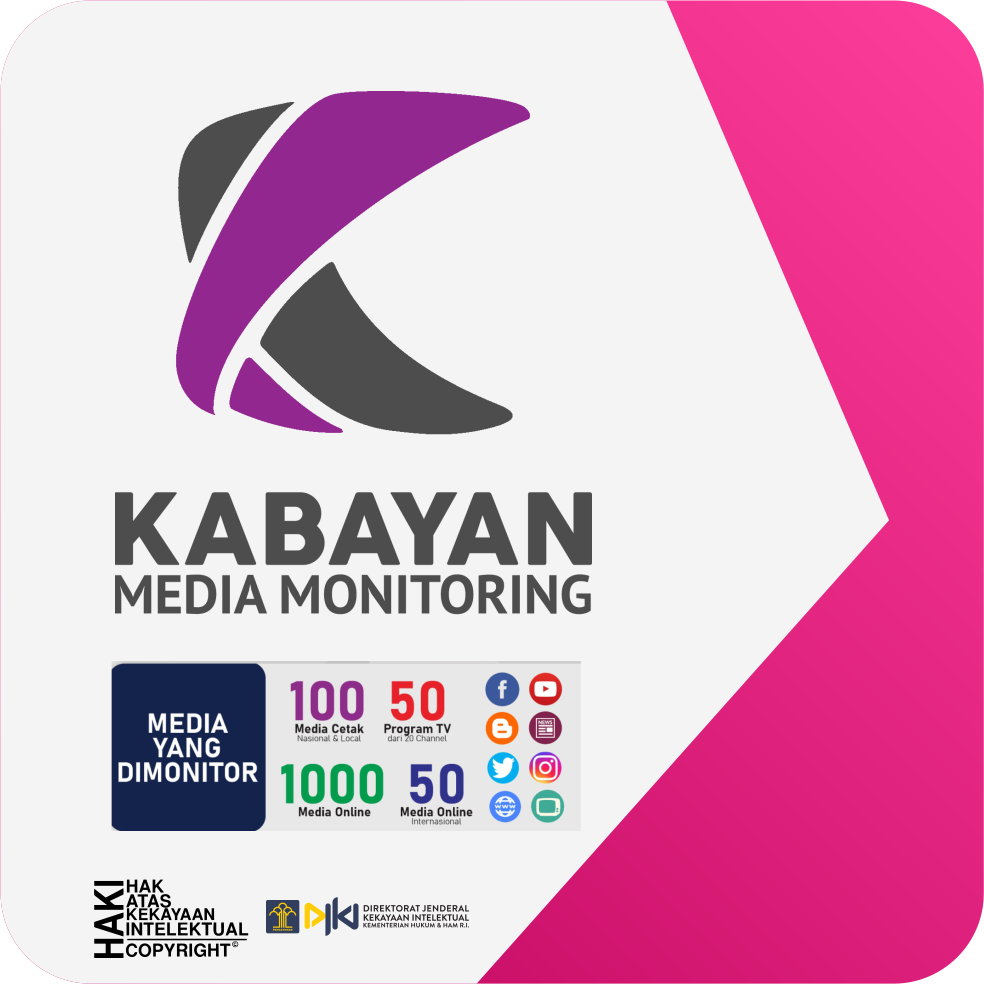 KABAYAN
MEDIA MONITORING
MEDIA
YANG
DIMONITOR
100
Media Cetak
Nasional & Local
50
Program TV
dari 20 Channel
1000
Media Online
50
Media Online
Internasional
f
NEWS
WWW
HAKI
HAK
ATAS
KEKAYAAN
INTELEKTUAL
COPYRIGHT©
DJKI
DIREKTORAT JENDERAL
KEKAYAAN INTELEKTUAL
KEMENTERIAN HUKUM & HAM R.I.